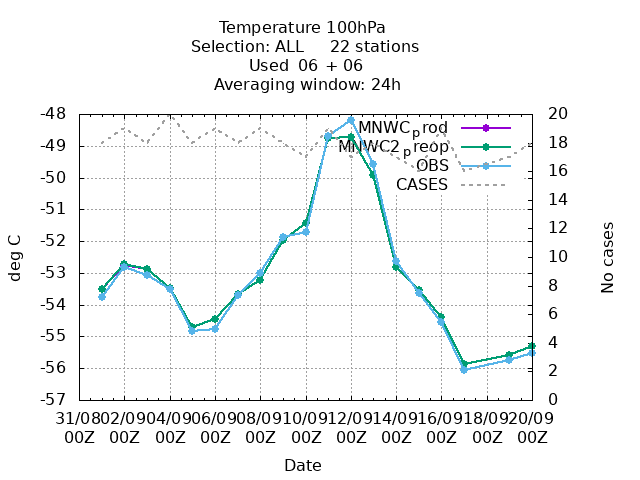 Temperature 100hPa
Selection: ALL 22 stations
Used 06 + 06
Averaging window: 24h
-48
-49
-50
-51
-52
-53
-54
-55
-56
-57
deg C
MNWCprod
MNWC2preop
OBS
CASES
20
18
16
14
12
10
8
6
4
2
0
No cases
31/08 02/09 04/09 06/09 08/09 10/09 12/09 14/09 16/09 18/09 20/09
00Z 00Z 00Z 00Z 00Z 00Z 00Z 00Z 00Z 00Z 00Z
Date